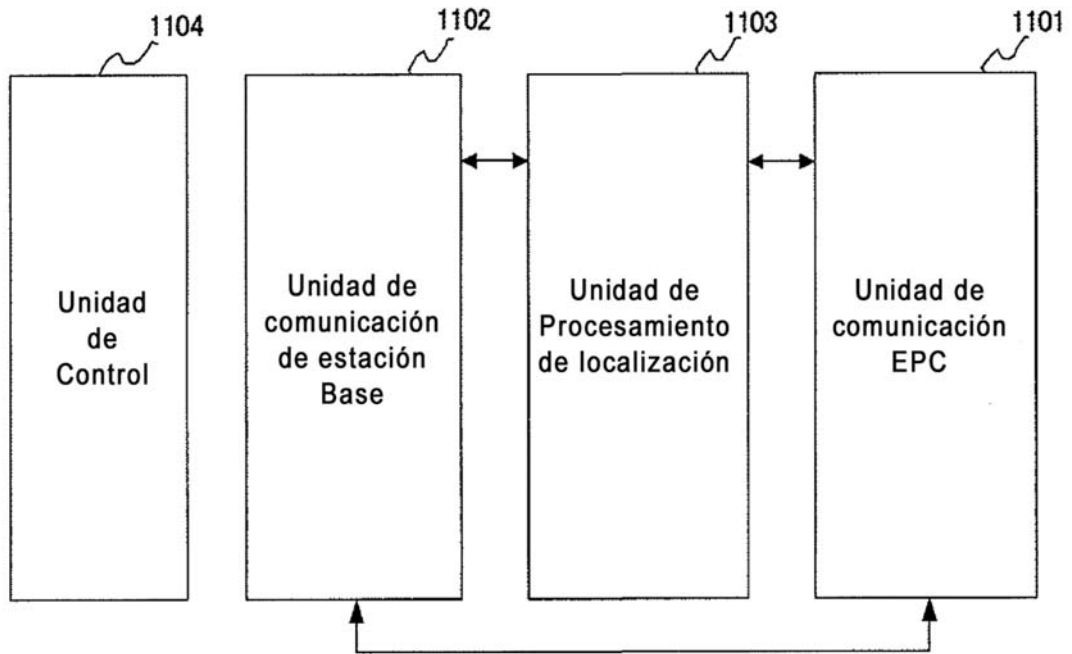 1104
1102
1103
1101
Unidad
de
Control
Unidad de
comunicación
de estación
Base
Unidad de
Procesamiento
de localización
Unidad de
comunicación
EPC